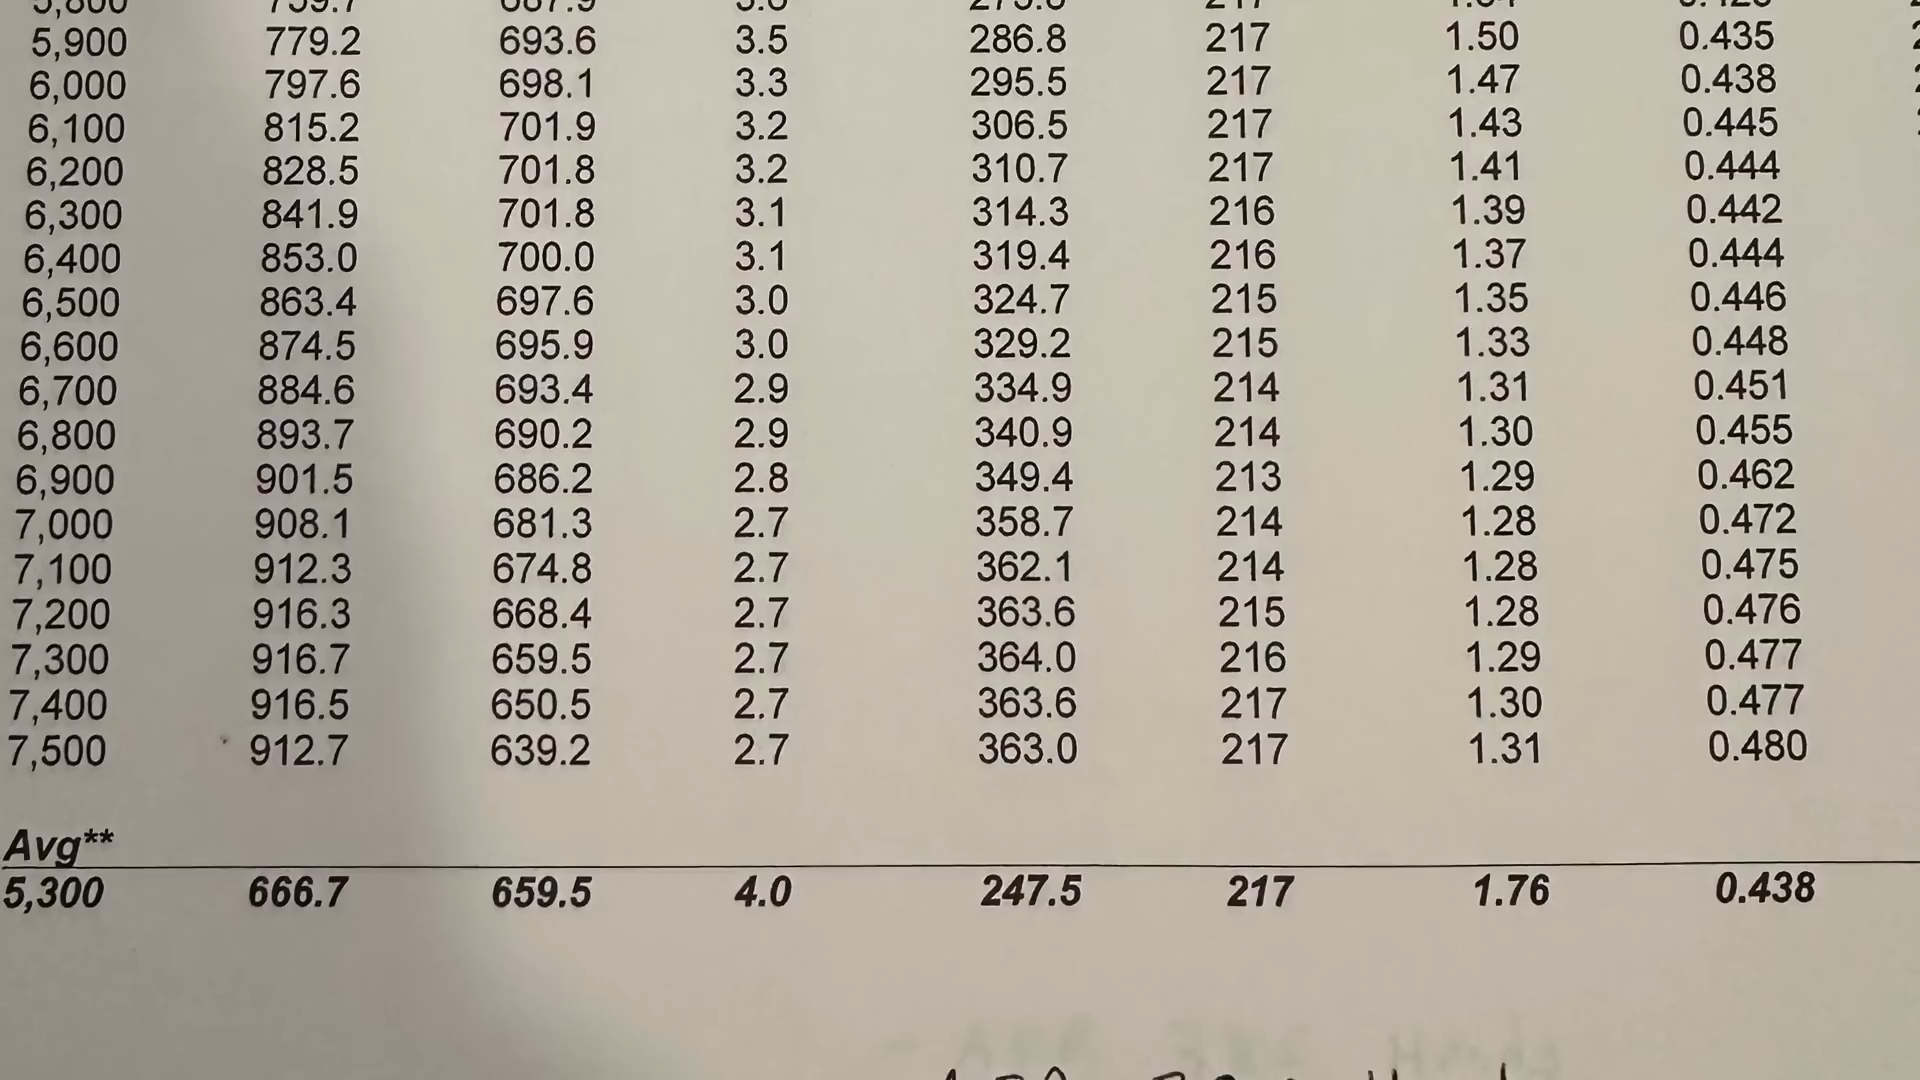 5,900 779.2 693.6 3.5 286.8 217 1.50 0.435
6,000 797.6 698.1 3.3 295.5 217 1.47 0.438
6,100 815.2 701.9 3.2 306.5 217 1.43 0.445
6,200 828.5 701.8 3.2 310.7 217 1.41 0.444
6,300 841.9 701.8 3.1 314.3 216 1.39 0.442
6,400 853.0 700.0 3.1 319.4 216 1.37 0.444
6,500 863.4 697.6 3.0 324.7 215 1.35 0.446
6,600 874.5 695.9 3.0 329.2 215 1.33 0.448
6,700 884.6 693.4 2.9 334.9 214 1.31 0.451
6,800 893.7 690.2 2.9 340.9 214 1.30 0.455
6,900 901.5 686.2 2.8 349.4 213 1.29 0.462
7,000 908.1 681.3 2.7 358.7 214 1.28 0.472
7,100 912.3 674.8 2.7 362.1 214 1.28 0.475
7,200 916.3 668.4 2.7 363.6 215 1.28 0.476
7,300 916.7 659.5 2.7 364.0 216 1.29 0.477
7,400 916.5 650.5 2.7 363.6 217 1.30 0.477
7,500 912.7 639.2 2.7 363.0 217 1.31 0.480
Avg**
5,300 666.7 659.5 4.0 247.5 217 1.76 0.438